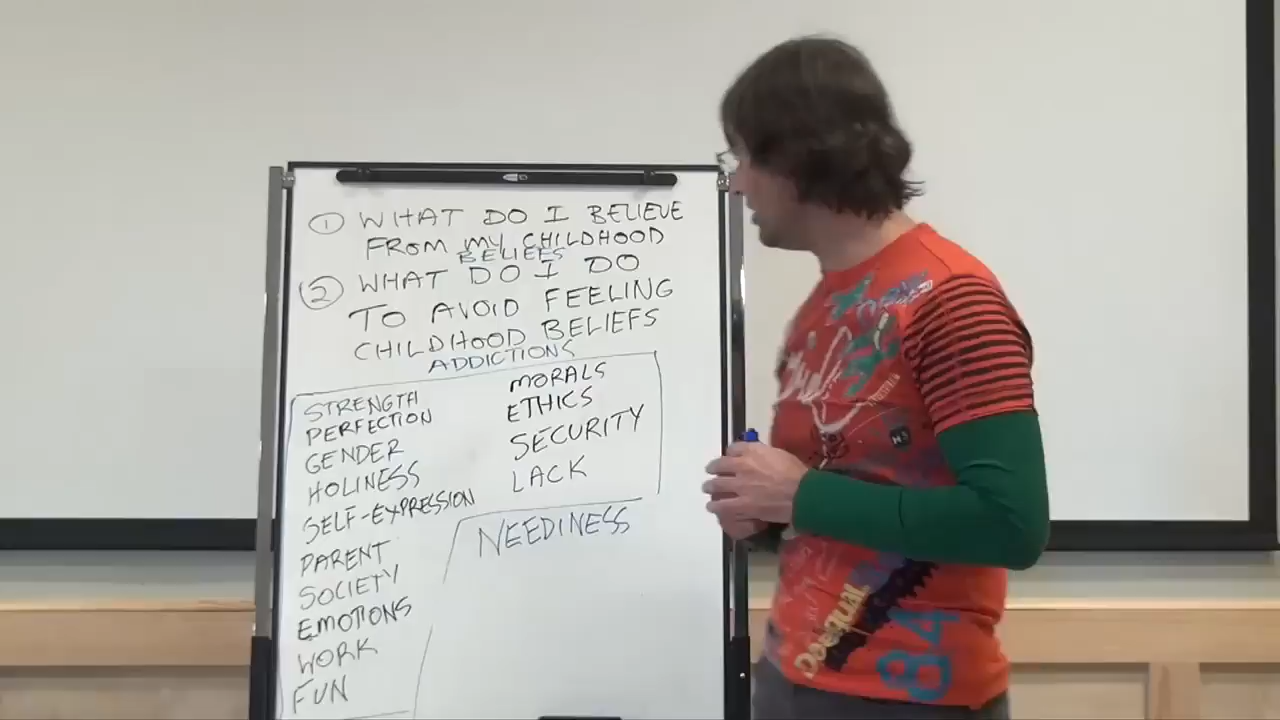 ① WHAT DO I BELIEVE
FROM MY CHILDHOOD
BELIEFS
② WHAT DO I DO
TO AVOID FEELING
CHILDHOOD BELIEFS
ADDICTIONS
STRENGTH
PERFECTION
GENDER
HOLINESS
SELF-EXPRESSION
PARENT
SOCIETY
EMOTIONS
WORK
FUN
MORALS
ETHICS
SECURITY
LACK
NEEDINESS
84